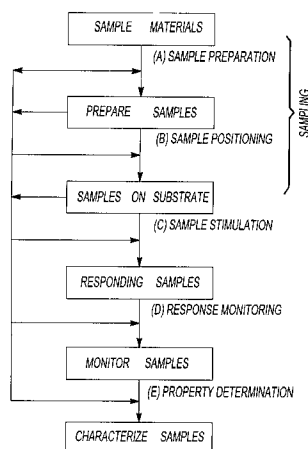 SAMPLE MATERIALS
(A) SAMPLE PREPARATION
PREPARE SAMPLES
(B) SAMPLE POSITIONING
SAMPLES ON SUBSTRATE
(C) SAMPLE STIMULATION
RESPONDING SAMPLES
(D) RESPONSE MONITORING
MONITOR SAMPLES
(E) PROPERTY DETERMINATION
CHARACTERIZE SAMPLES
SAMPLING